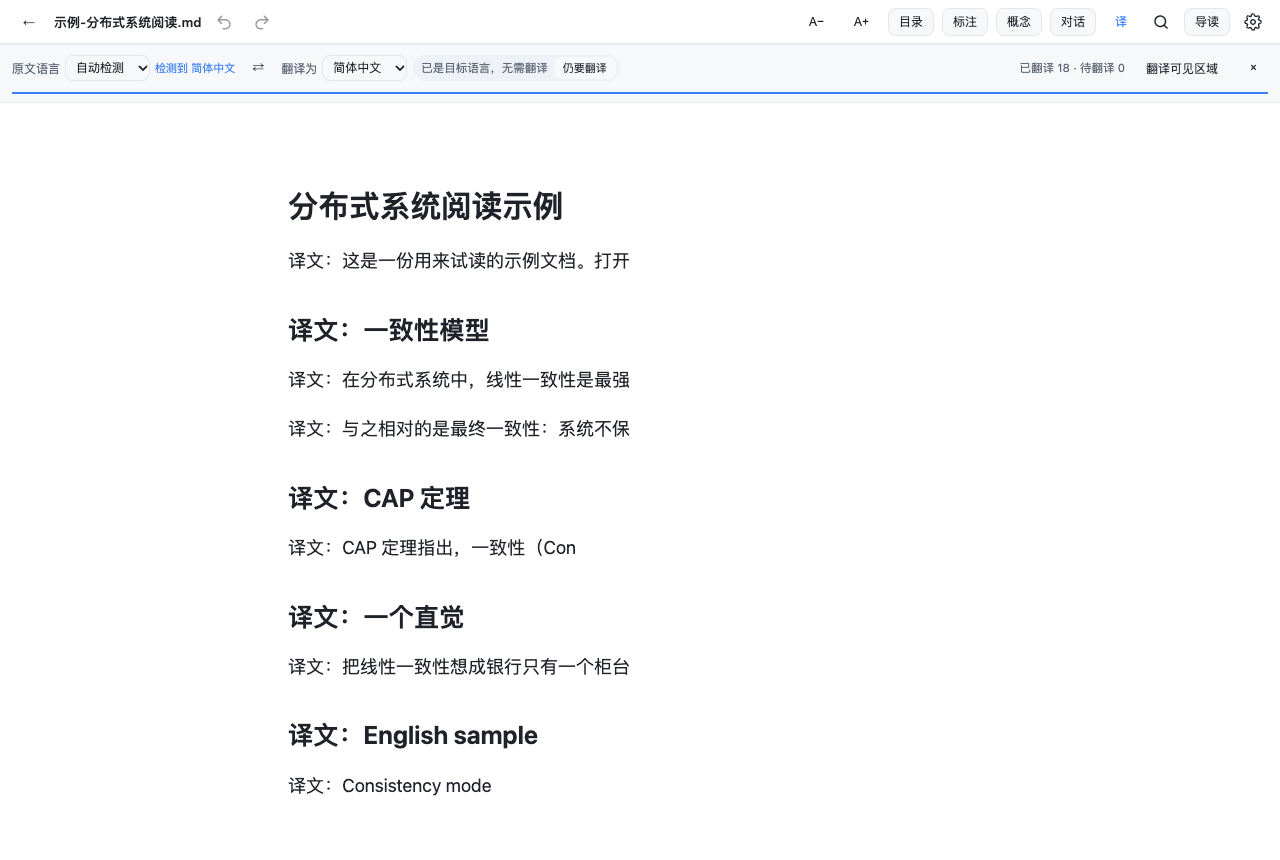 ← 示例-分布式系统阅读.md A− A+ 目录 标注 概念 对话 译 导读
原文语言 自动检测 检测到 简体中文 ⇄ 翻译为 简体中文 已是目标语言，无需翻译 仍要翻译 已翻译 18 · 待翻译 0 翻译可见区域 ×
分布式系统阅读示例
译文：这是一份用来试读的示例文档。打开
译文：一致性模型
译文：在分布式系统中，线性一致性是最强
译文：与之相对的是最终一致性：系统不保
译文：CAP 定理
译文：CAP 定理指出，一致性（Con
译文：一个直觉
译文：把线性一致性想成银行只有一个柜台
译文：English sample
译文：Consistency mode